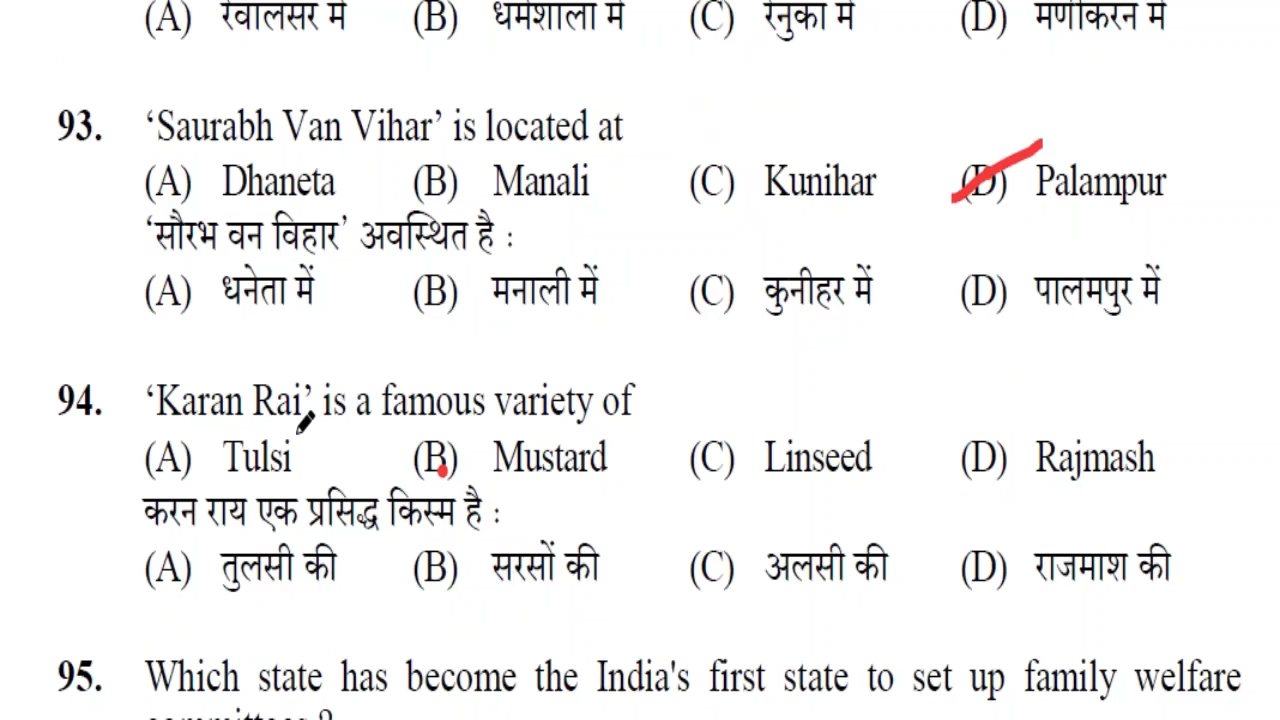 (A) रेवालसर में (B) धर्मशाला में (C) रेनुका में (D) मणीकरन में
93. ‘Saurabh Van Vihar’ is located at
(A) Dhaneta (B) Manali (C) Kunihar (D) Palampur
‘सौरभ वन विहार’ अवस्थित है :
(A) धनेता में (B) मनाली में (C) कुनीहर में (D) पालमपुर में
94. ‘Karan Rai’ is a famous variety of
(A) Tulsi (B) Mustard (C) Linseed (D) Rajmash
करन राय एक प्रसिद्ध किस्म है :
(A) तुलसी की (B) सरसों की (C) अलसी की (D) राजमाश की
95. Which state has become the India's first state to set up family welfare
committees ?